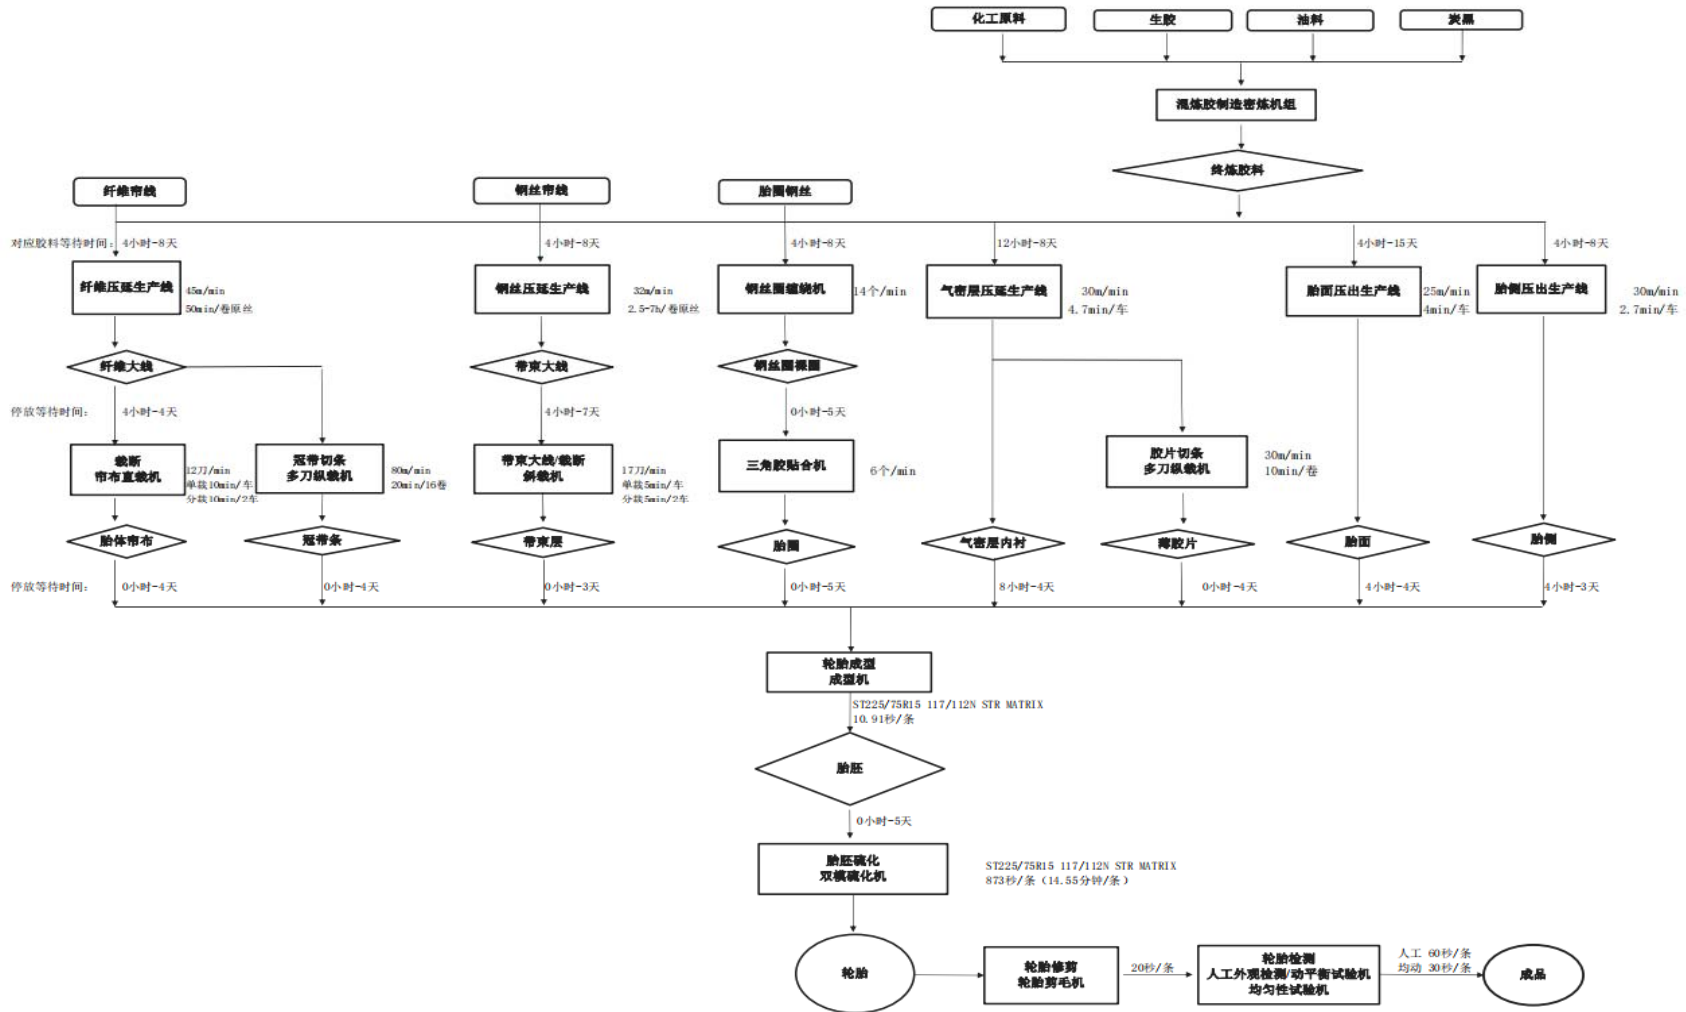 化工原料
生胶
油料
炭黑
混炼胶制造密炼机组
终炼胶料
纤维帘线
钢丝帘线
胎圈钢丝
对应胶料等待时间：
4小时-8天
4小时-8天
4小时-8天
12小时-8天
4小时-15天
4小时-8天
纤维压延生产线
45m/min
50min/卷原丝
钢丝压延生产线
32m/min
2.5-7h/卷原丝
钢丝圈缠绕机
14个/min
气密层压延生产线
30m/min
4.7min/车
胎面压出生产线
25m/min
4min/车
胎侧压出生产线
30m/min
2.7min/车
纤维大线
带束大线
钢丝圈裸圈
停放等待时间：
4小时-4天
4小时-7天
0小时-5天
裁断
帘布直裁机
12刀/min
单裁10min/车
分裁10min/2车
冠带切条
多刀纵裁机
80m/min
20min/16卷
带束大线/裁断
斜裁机
17刀/min
单裁5min/车
分裁5min/2车
三角胶贴合机
6个/min
胶片切条
多刀纵裁机
30m/min
10min/卷
胎体帘布
冠带条
带束层
胎圈
气密层内衬
薄胶片
胎面
胎侧
停放等待时间：
0小时-4天
0小时-4天
0小时-3天
0小时-5天
8小时-4天
0小时-4天
4小时-4天
4小时-3天
轮胎成型
成型机
ST225/75R15 117/112N STR MATRIX
10.91秒/条
胎胚
0小时-5天
胎胚硫化
双模硫化机
ST225/75R15 117/112N STR MATRIX
873秒/条（14.55分钟/条）
轮胎
轮胎修剪
轮胎剪毛机
20秒/条
轮胎检测
人工外观检测/动平衡试验机
均匀性试验机
人工 60秒/条
均动 30秒/条
成品